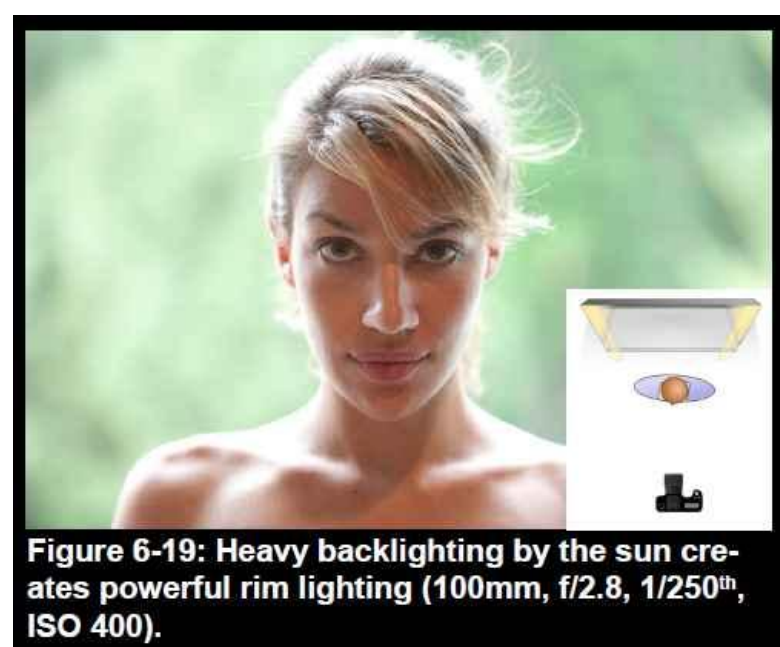 Figure 6-19: Heavy backlighting by the sun cre-
ates powerful rim lighting (100mm, f/2.8, 1/250th,
ISO 400).